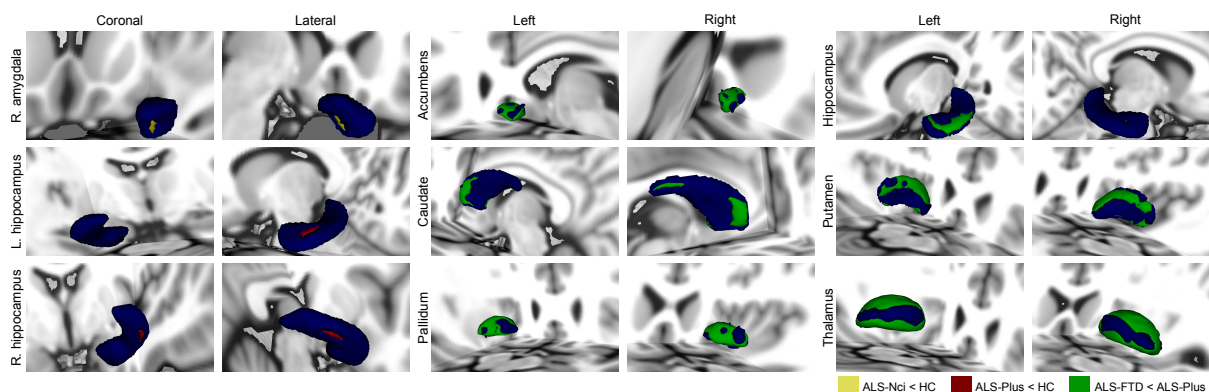 Coronal Lateral Left Right Left Right
R. amygdala
Accumbens
Hippocampus
L. hippocampus
Caudate
Putamen
R. hippocampus
Pallidum
Thalamus
ALS-Nci < HC ALS-Plus < HC ALS-FTD < ALS-Plus